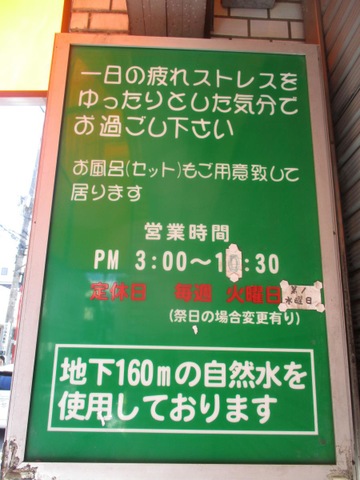 一日の疲れストレスを
ゆったりとした気分で
お過ごし下さい
お風呂(セット)もご用意致して
居ります
営業時間
PM 3:00～10:30
定休日 毎週 火曜日
水曜日
(祭日の場合変更有り)
地下160mの自然水を
使用しております